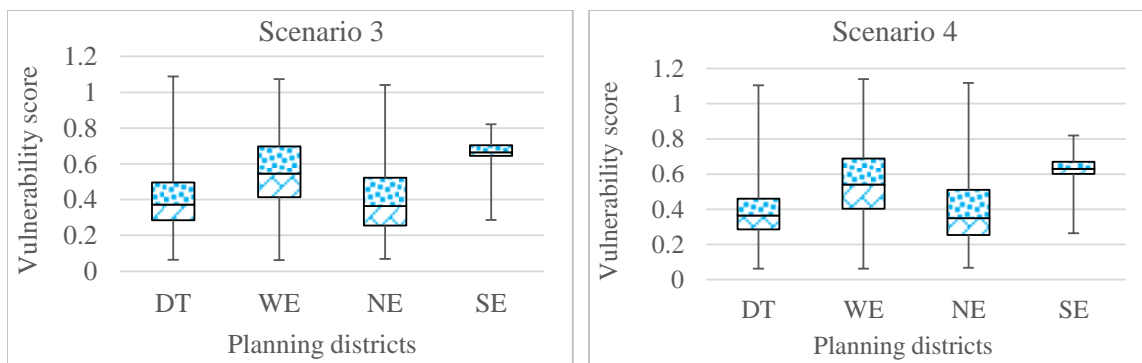 Scenario 3
Vulnerability score
1.2
1
0.8
0.6
0.4
0.2
0
DT WE NE SE
Planning districts
Scenario 4
Vulnerability score
1.2
1
0.8
0.6
0.4
0.2
0
DT WE NE SE
Planning districts